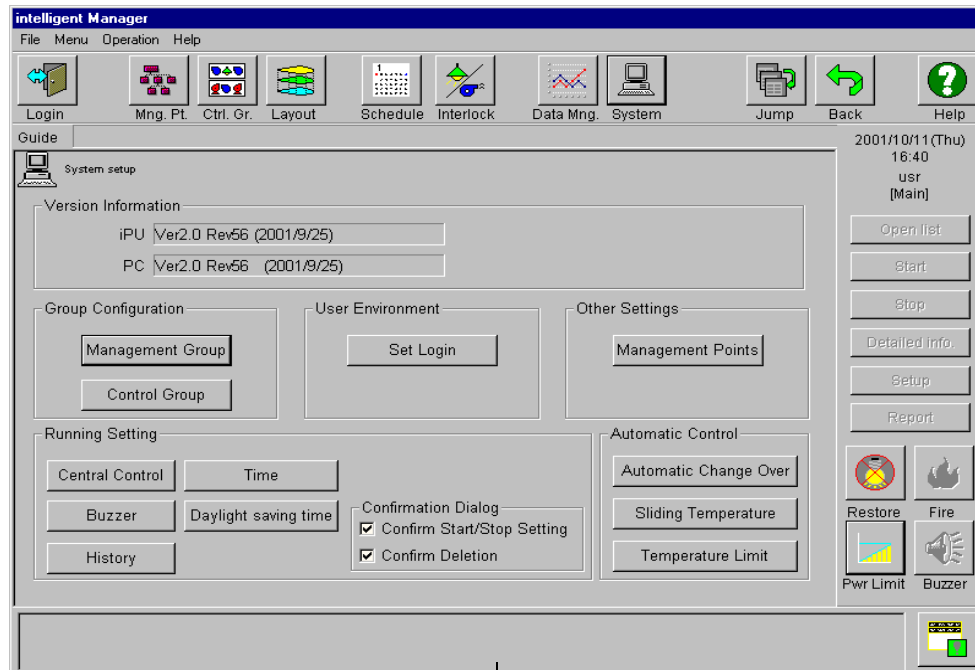 intelligent Manager
File Menu Operation Help
Login Mng. Pt. Ctrl. Gr. Layout Schedule Interlock Data Mng. System Jump Back Help
Guide
2001/10/11(Thu)
16:40
usr
[Main]
System setup
Version Information
iPU Ver2.0 Rev56 (2001/9/25)
PC Ver2.0 Rev56 (2001/9/25)
Open list
Start
Stop
Detailed info.
Setup
Report
Group Configuration
Management Group
Control Group
User Environment
Set Login
Other Settings
Management Points
Running Setting
Central Control
Time
Buzzer
Daylight saving time
History
Confirmation Dialog
Confirm Start/Stop Setting
Confirm Deletion
Automatic Control
Automatic Change Over
Sliding Temperature
Temperature Limit
Restore Fire
Pwr Limit Buzzer